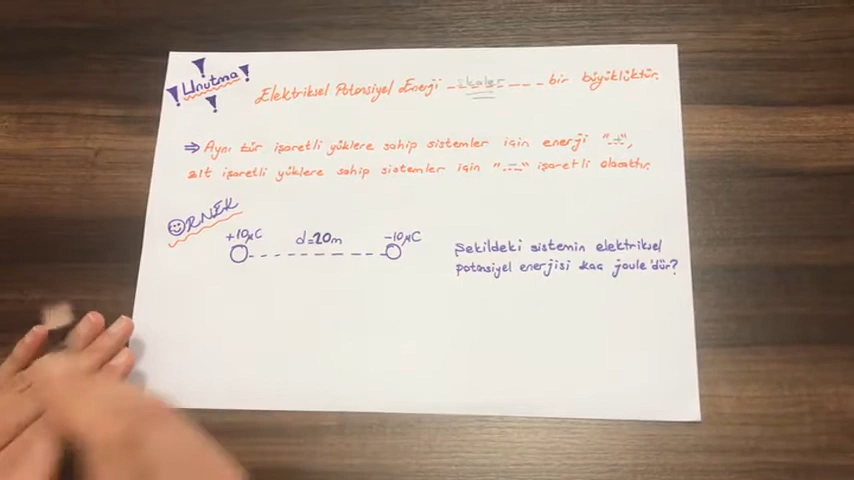 ! Unutma !
Elektriksel Potansiyel Enerji _skaler_ _ _ bir büyüklüktür.
⇒ Aynı tür işaretli yüklere sahip sistemler için enerji "+",
zıt işaretli yüklere sahip sistemler için "-" işaretli olacaktır.
ÖRNEK
+10μC d=20m -10μC
Şekildeki sistemin elektriksel
potansiyel enerjisi kaç joule'dür?